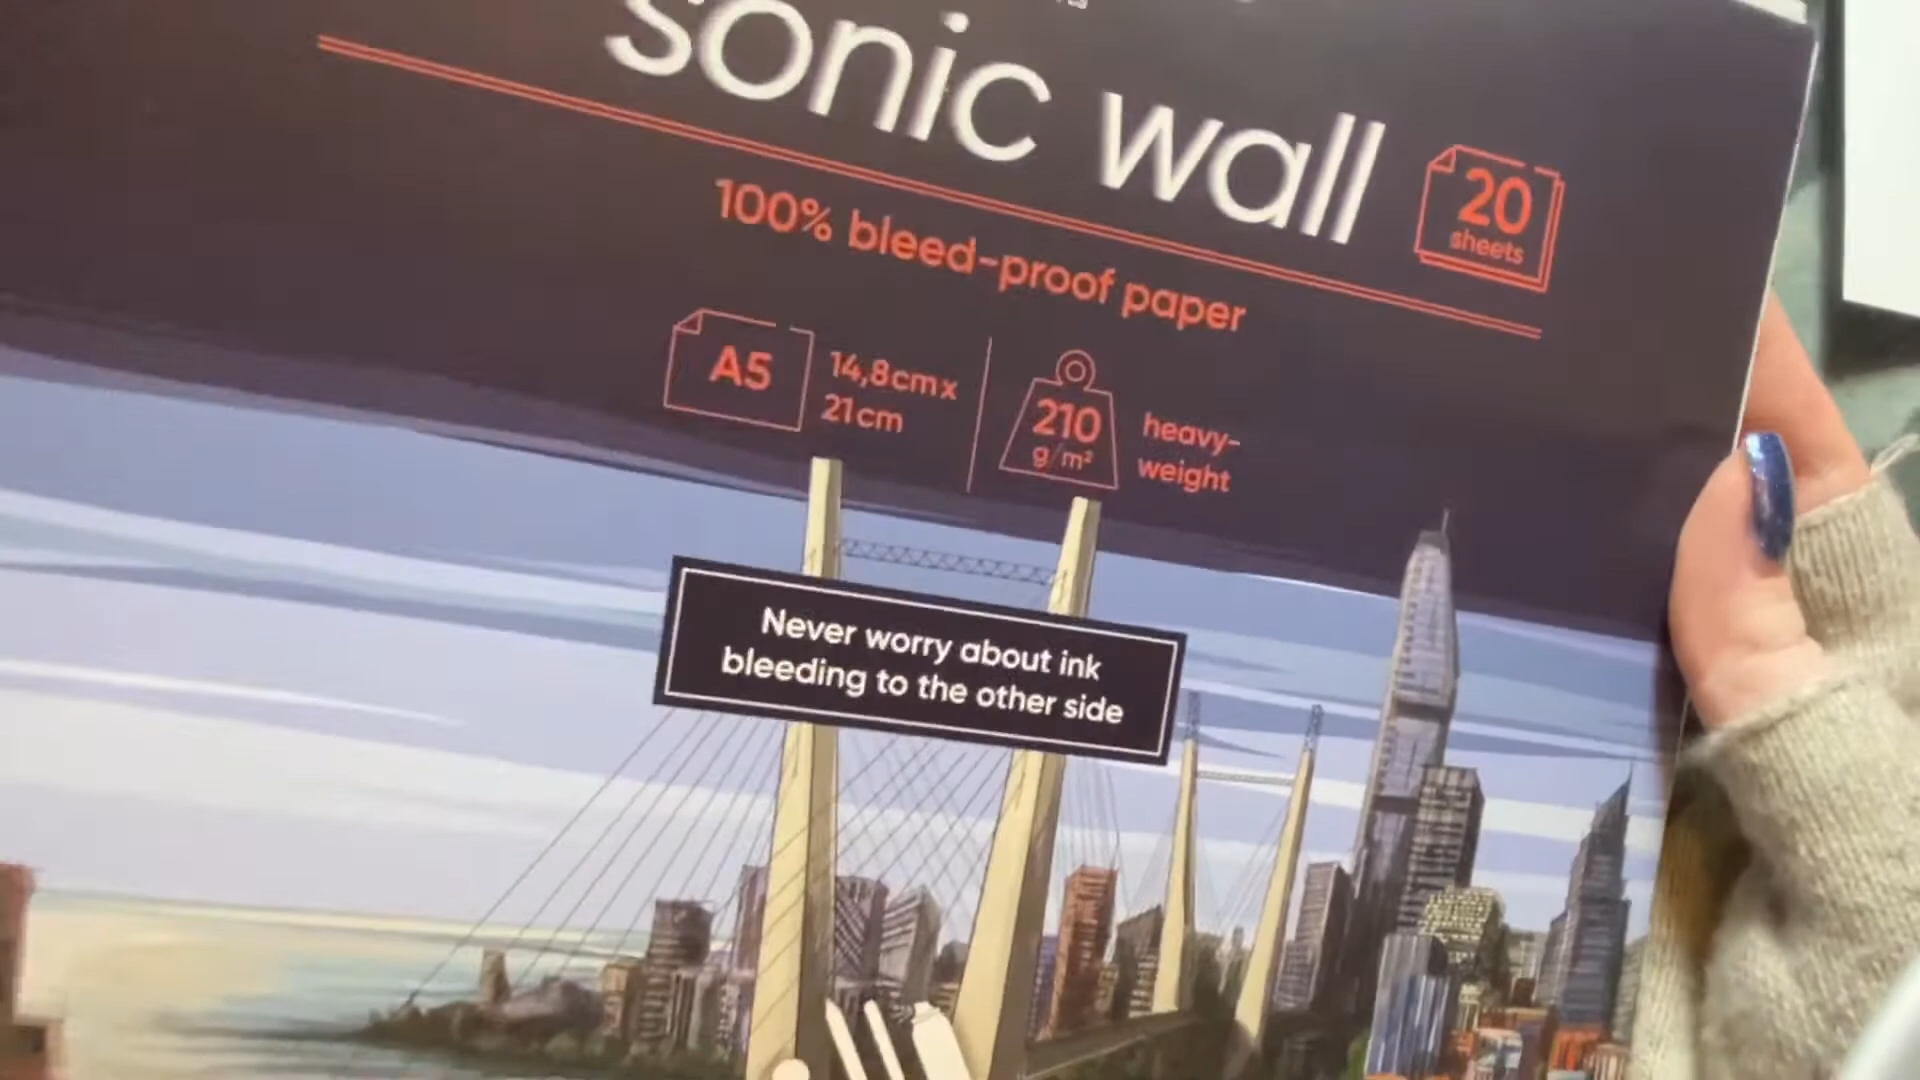 sonic wall
20
sheets
100% bleed-proof paper
A5
14,8cm x
21cm
210
g/m²
heavy-
weight
Never worry about ink
bleeding to the other side